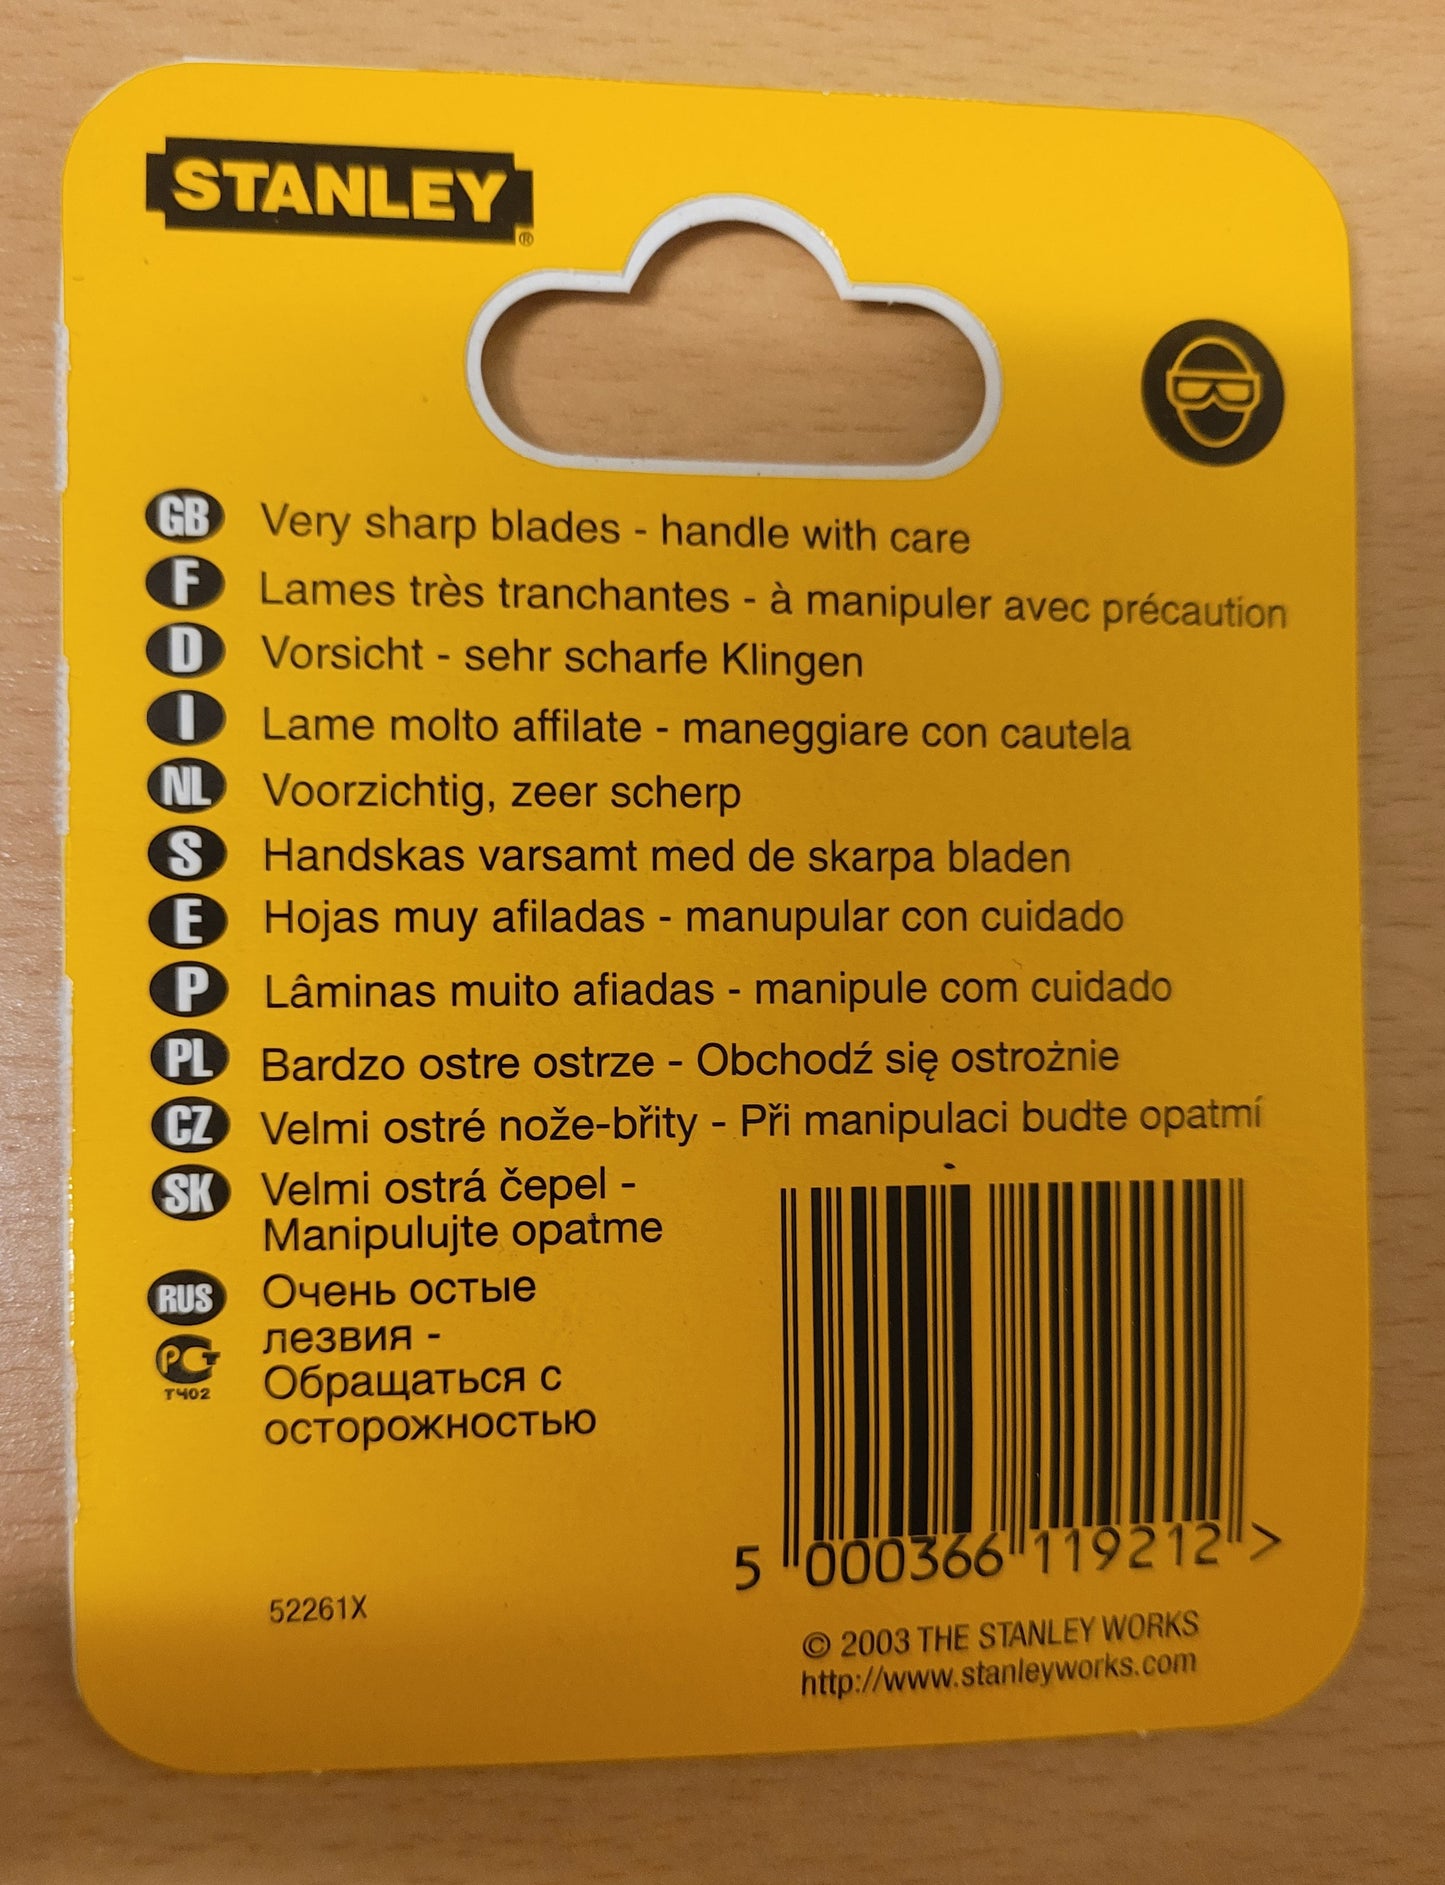 STANLEY®
GB Very sharp blades - handle with care
F Lames très tranchantes - à manipuler avec précaution
D Vorsicht - sehr scharfe Klingen
I Lame molto affilate - maneggiare con cautela
NL Voorzichtig, zeer scherp
S Handskas varsamt med de skarpa bladen
E Hojas muy afiladas - manupular con cuidado
P Lâminas muito afiadas - manipule com cuidado
PL Bardzo ostre ostrze - Obchodź się ostrożnie
CZ Velmi ostré nože-břity - Při manipulaci budte opatmí
SK Velmi ostrá čepel -
Manipulujte opatme
RUS Очень остые
лезвия -
Обращаться с
осторожностью
РСТ
ТЧ02
5 000366 119212 >
52261X
© 2003 THE STANLEY WORKS
http://www.stanleyworks.com